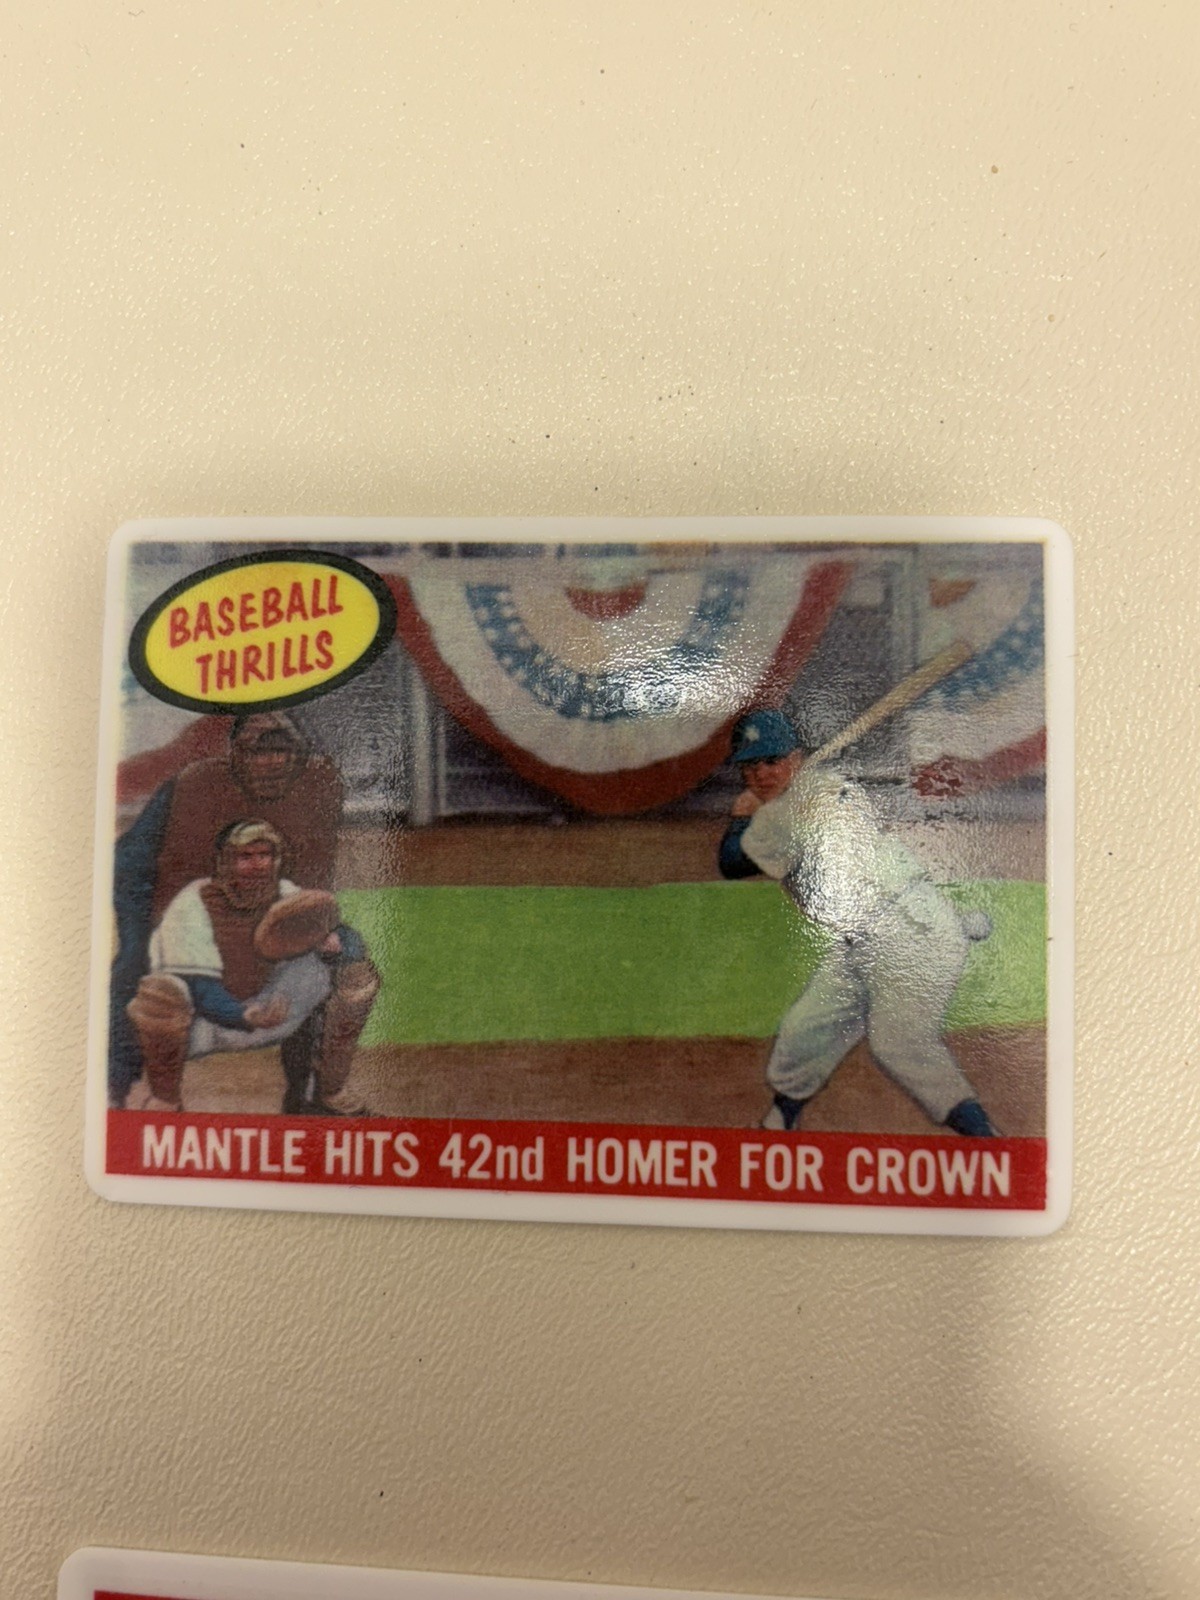 BASEBALL
THRILLS
MANTLE HITS 42nd HOMER FOR CROWN